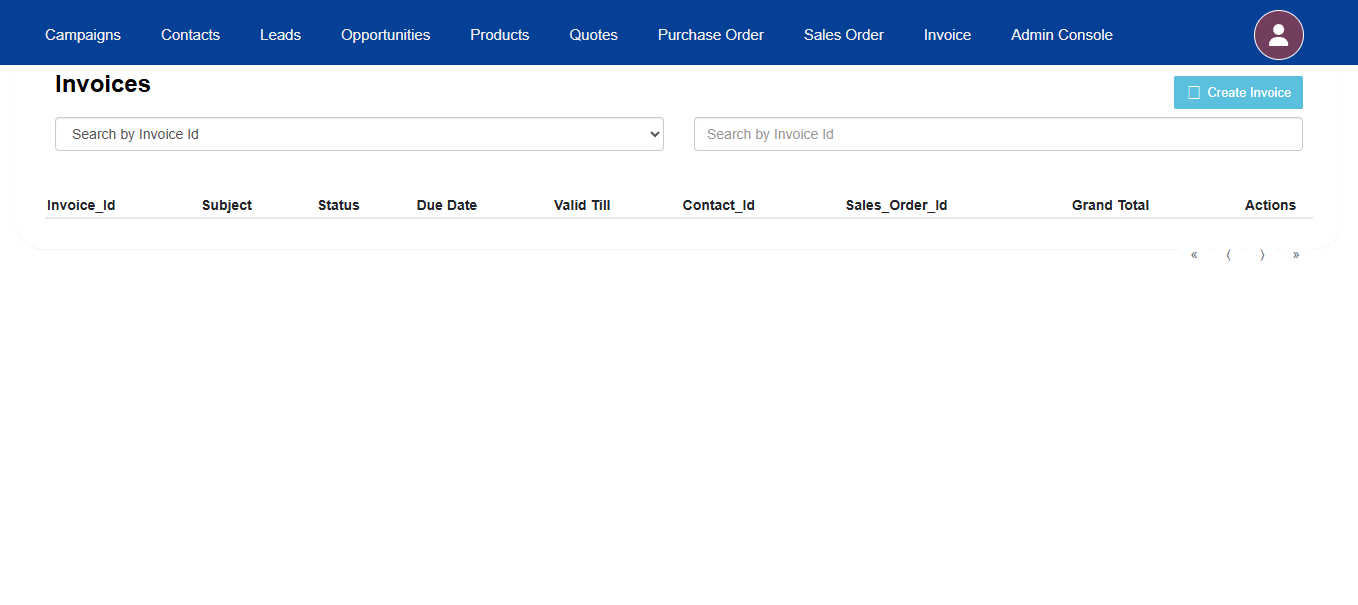 Campaigns Contacts Leads Opportunities Products Quotes Purchase Order Sales Order Invoice Admin Console
Invoices
Create Invoice
Search by Invoice Id Search by Invoice Id
Invoice_Id Subject Status Due Date Valid Till Contact_Id Sales_Order_Id Grand Total Actions
« ⟨ ⟩ »